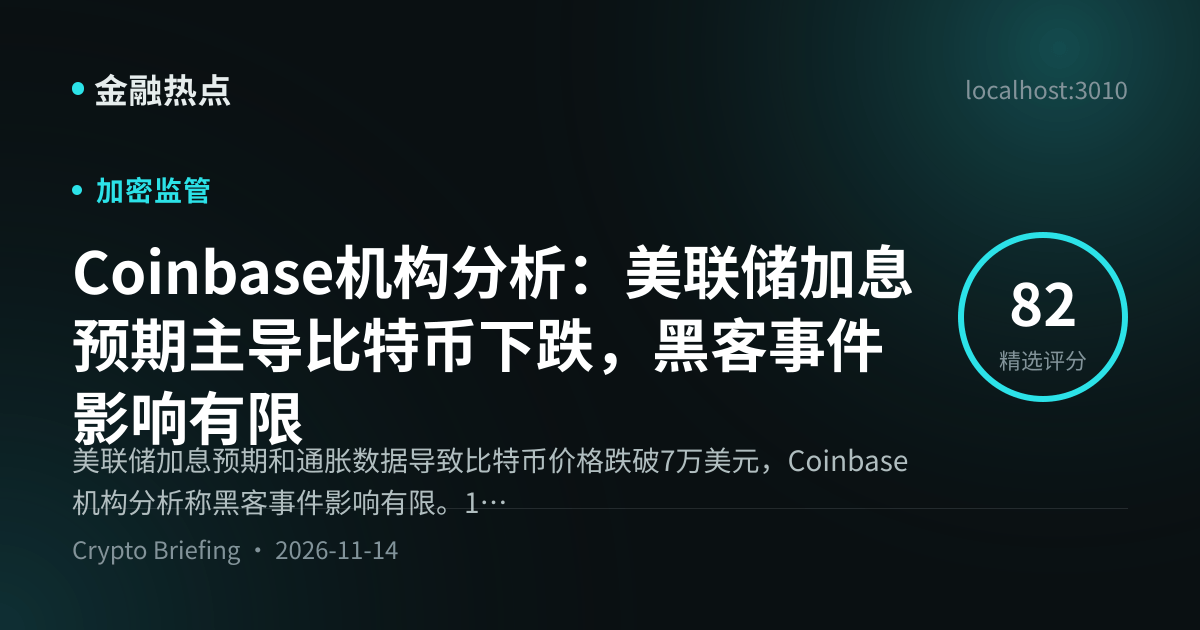 金融热点
localhost:3010
加密监管
Coinbase机构分析：美联储加息
预期主导比特币下跌，黑客事件
影响有限
82
精选评分
美联储加息预期和通胀数据导致比特币价格跌破7万美元，Coinbase
机构分析称黑客事件影响有限。1…
Crypto Briefing · 2026-11-14